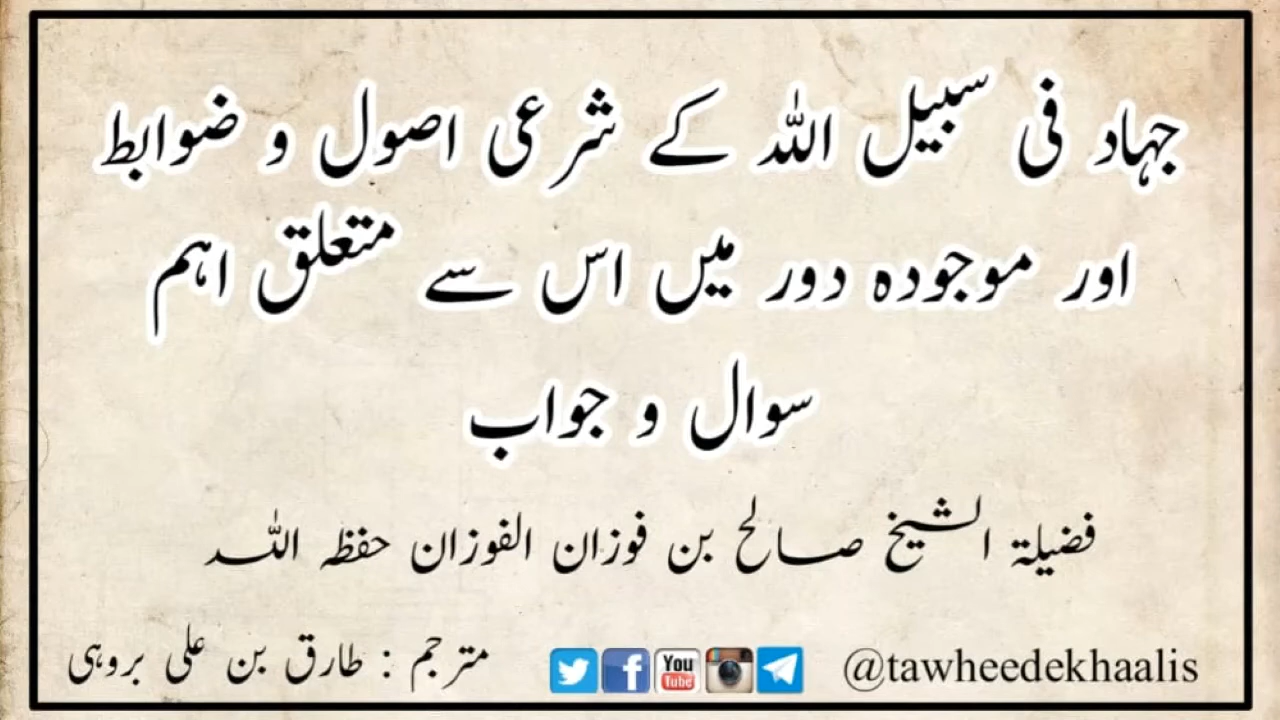 جہاد فی سبیل اللہ کے شرعی اصول و ضوابط
اور موجودہ دور میں اس سے متعلق اہم
سوال و جواب
فضیلۃ الشیخ صالح بن فوزان الفوزان حفظہ اللہ
مترجم : طارق بن علی بروہی You Tube @tawheedekhaalis